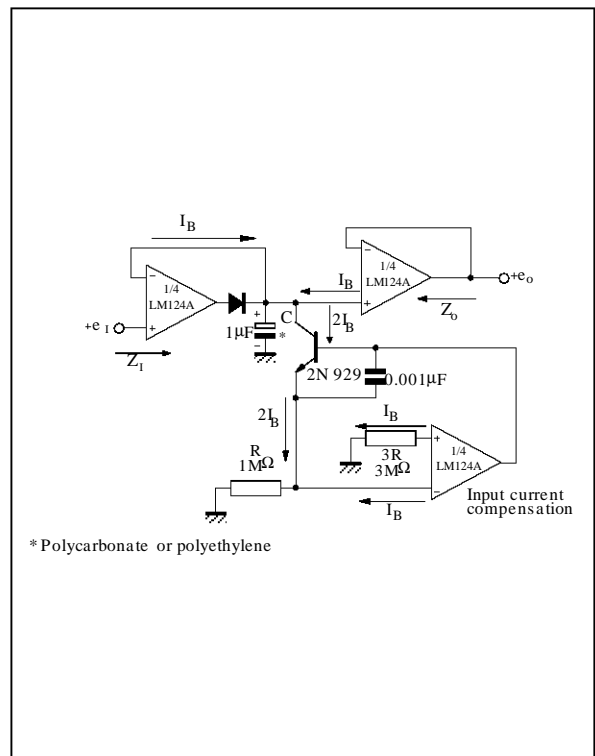 I_B
1/4
LM124A
+e_I
Z_I
+
1µF
*
-
C
2I_B
I_B
1/4
LM124A
+e_o
Z_o
2N 929
0.001µF
2I_B
R
1MΩ
I_B
3R
3MΩ
1/4
LM124A
I_B
Input current
compensation
* Polycarbonate or polyethylene